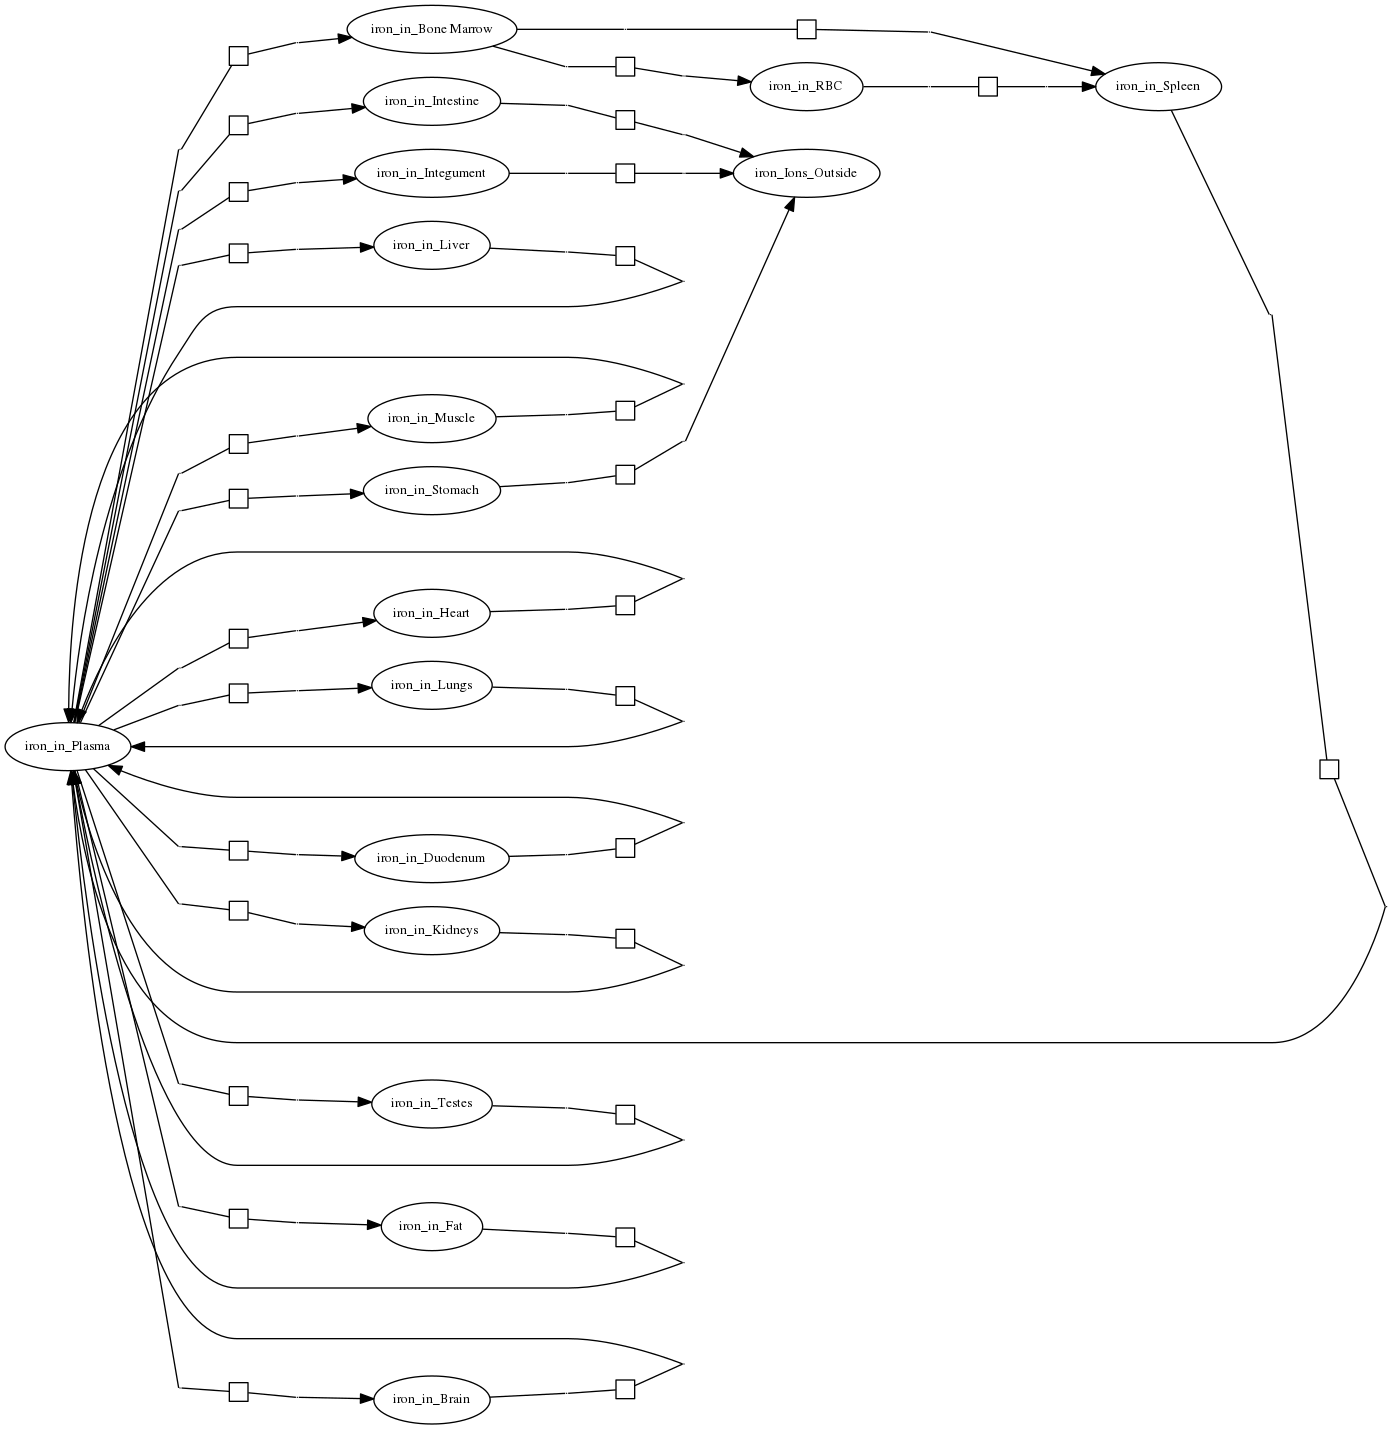 iron_in_Bone Marrow
iron_in_RBC
iron_in_Spleen
iron_in_Intestine
iron_in_Integument
iron_Ions_Outside
iron_in_Liver
iron_in_Muscle
iron_in_Stomach
iron_in_Heart
iron_in_Lungs
iron_in_Plasma
iron_in_Duodenum
iron_in_Kidneys
iron_in_Testes
iron_in_Fat
iron_in_Brain